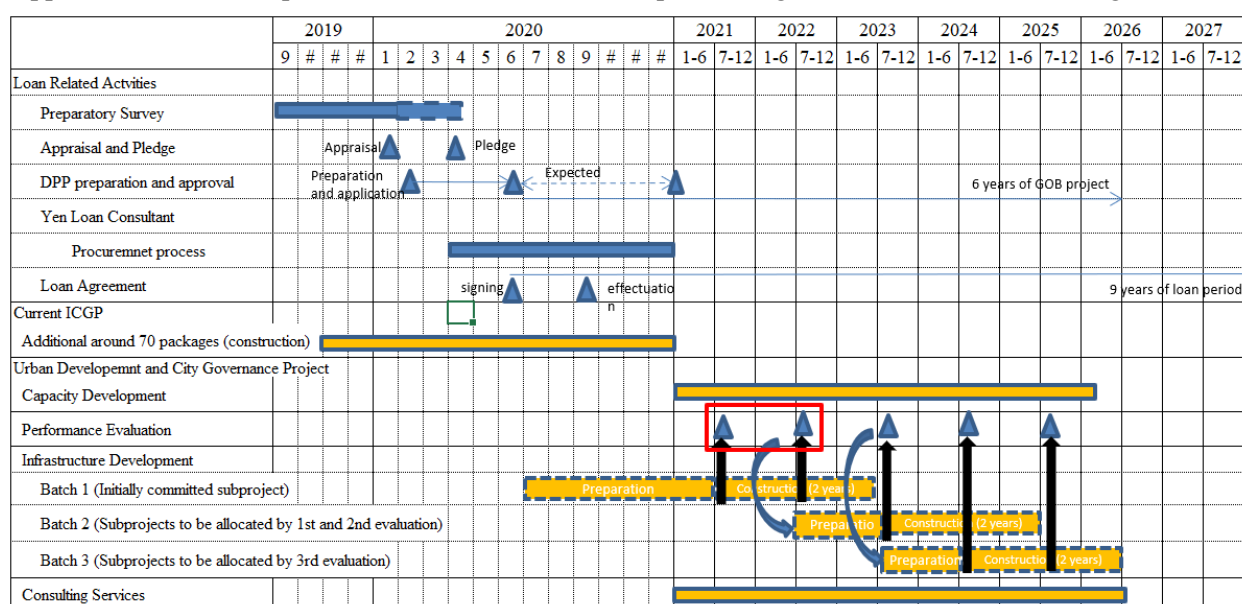 2019 2020 2021 2022 2023 2024 2025 2026 2027
9 # # # 1 2 3 4 5 6 7 8 9 # # # 1-6 7-12 1-6 7-12 1-6 7-12 1-6 7-12 1-6 7-12 1-6 7-12 1-6 7-12
Loan Related Actvities
Preparatory Survey
Appraisal and Pledge Appraisal Pledge
DPP preparation and approval Preparation and application Expected 6 years of GOB project
Yen Loan Consultant
Procuremnet process
Loan Agreement signing effectuatio
n 9 years of loan period
Current ICGP
Additional around 70 packages (construction)
Urban Developemnt and City Governance Project
Capacity Development
Performance Evaluation
Infrastructure Development
Batch 1 (Initially committed subproject) Preparation Construction (2 years)
Batch 2 (Subprojects to be allocated by 1st and 2nd evaluation) Preparatio Construction (2 years)
Batch 3 (Subprojects to be allocated by 3rd evaluation) Preparation Construction (2 years)
Consulting Services